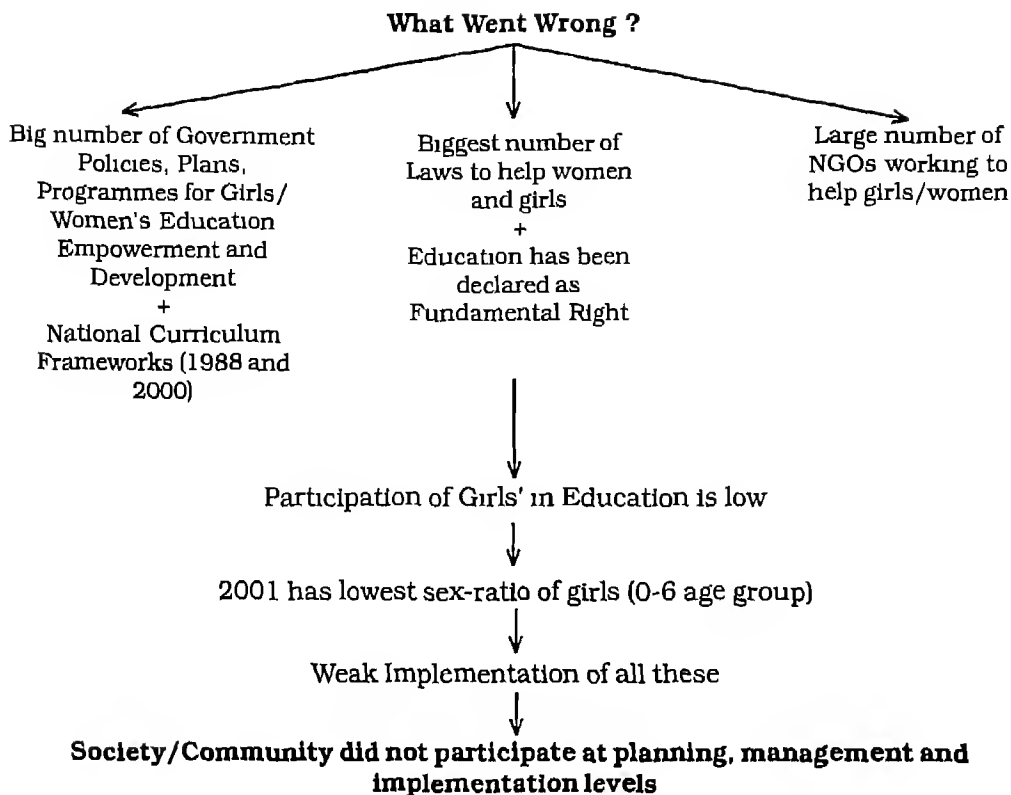 What Went Wrong ?
Big number of Government
Policies, Plans,
Programmes for Girls/
Women's Education
Empowerment and
Development
+
National Curriculum
Frameworks (1988 and
2000)
Biggest number of
Laws to help women
and girls
+
Education has been
declared as
Fundamental Right
Large number of
NGOs working to
help girls/women
Participation of Girls' in Education is low
2001 has lowest sex-ratio of girls (0-6 age group)
Weak Implementation of all these
Society/Community did not participate at planning, management and
implementation levels